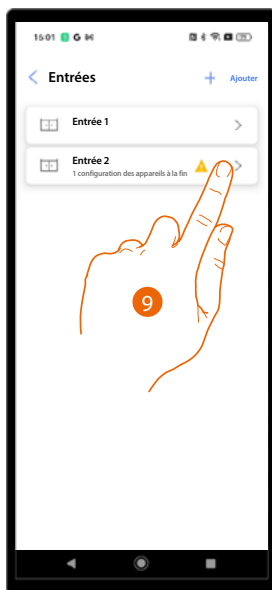 15:01 G
Entrées + Ajouter
Entrée 1
Entrée 2
1 configuration des appareils à la fin
9